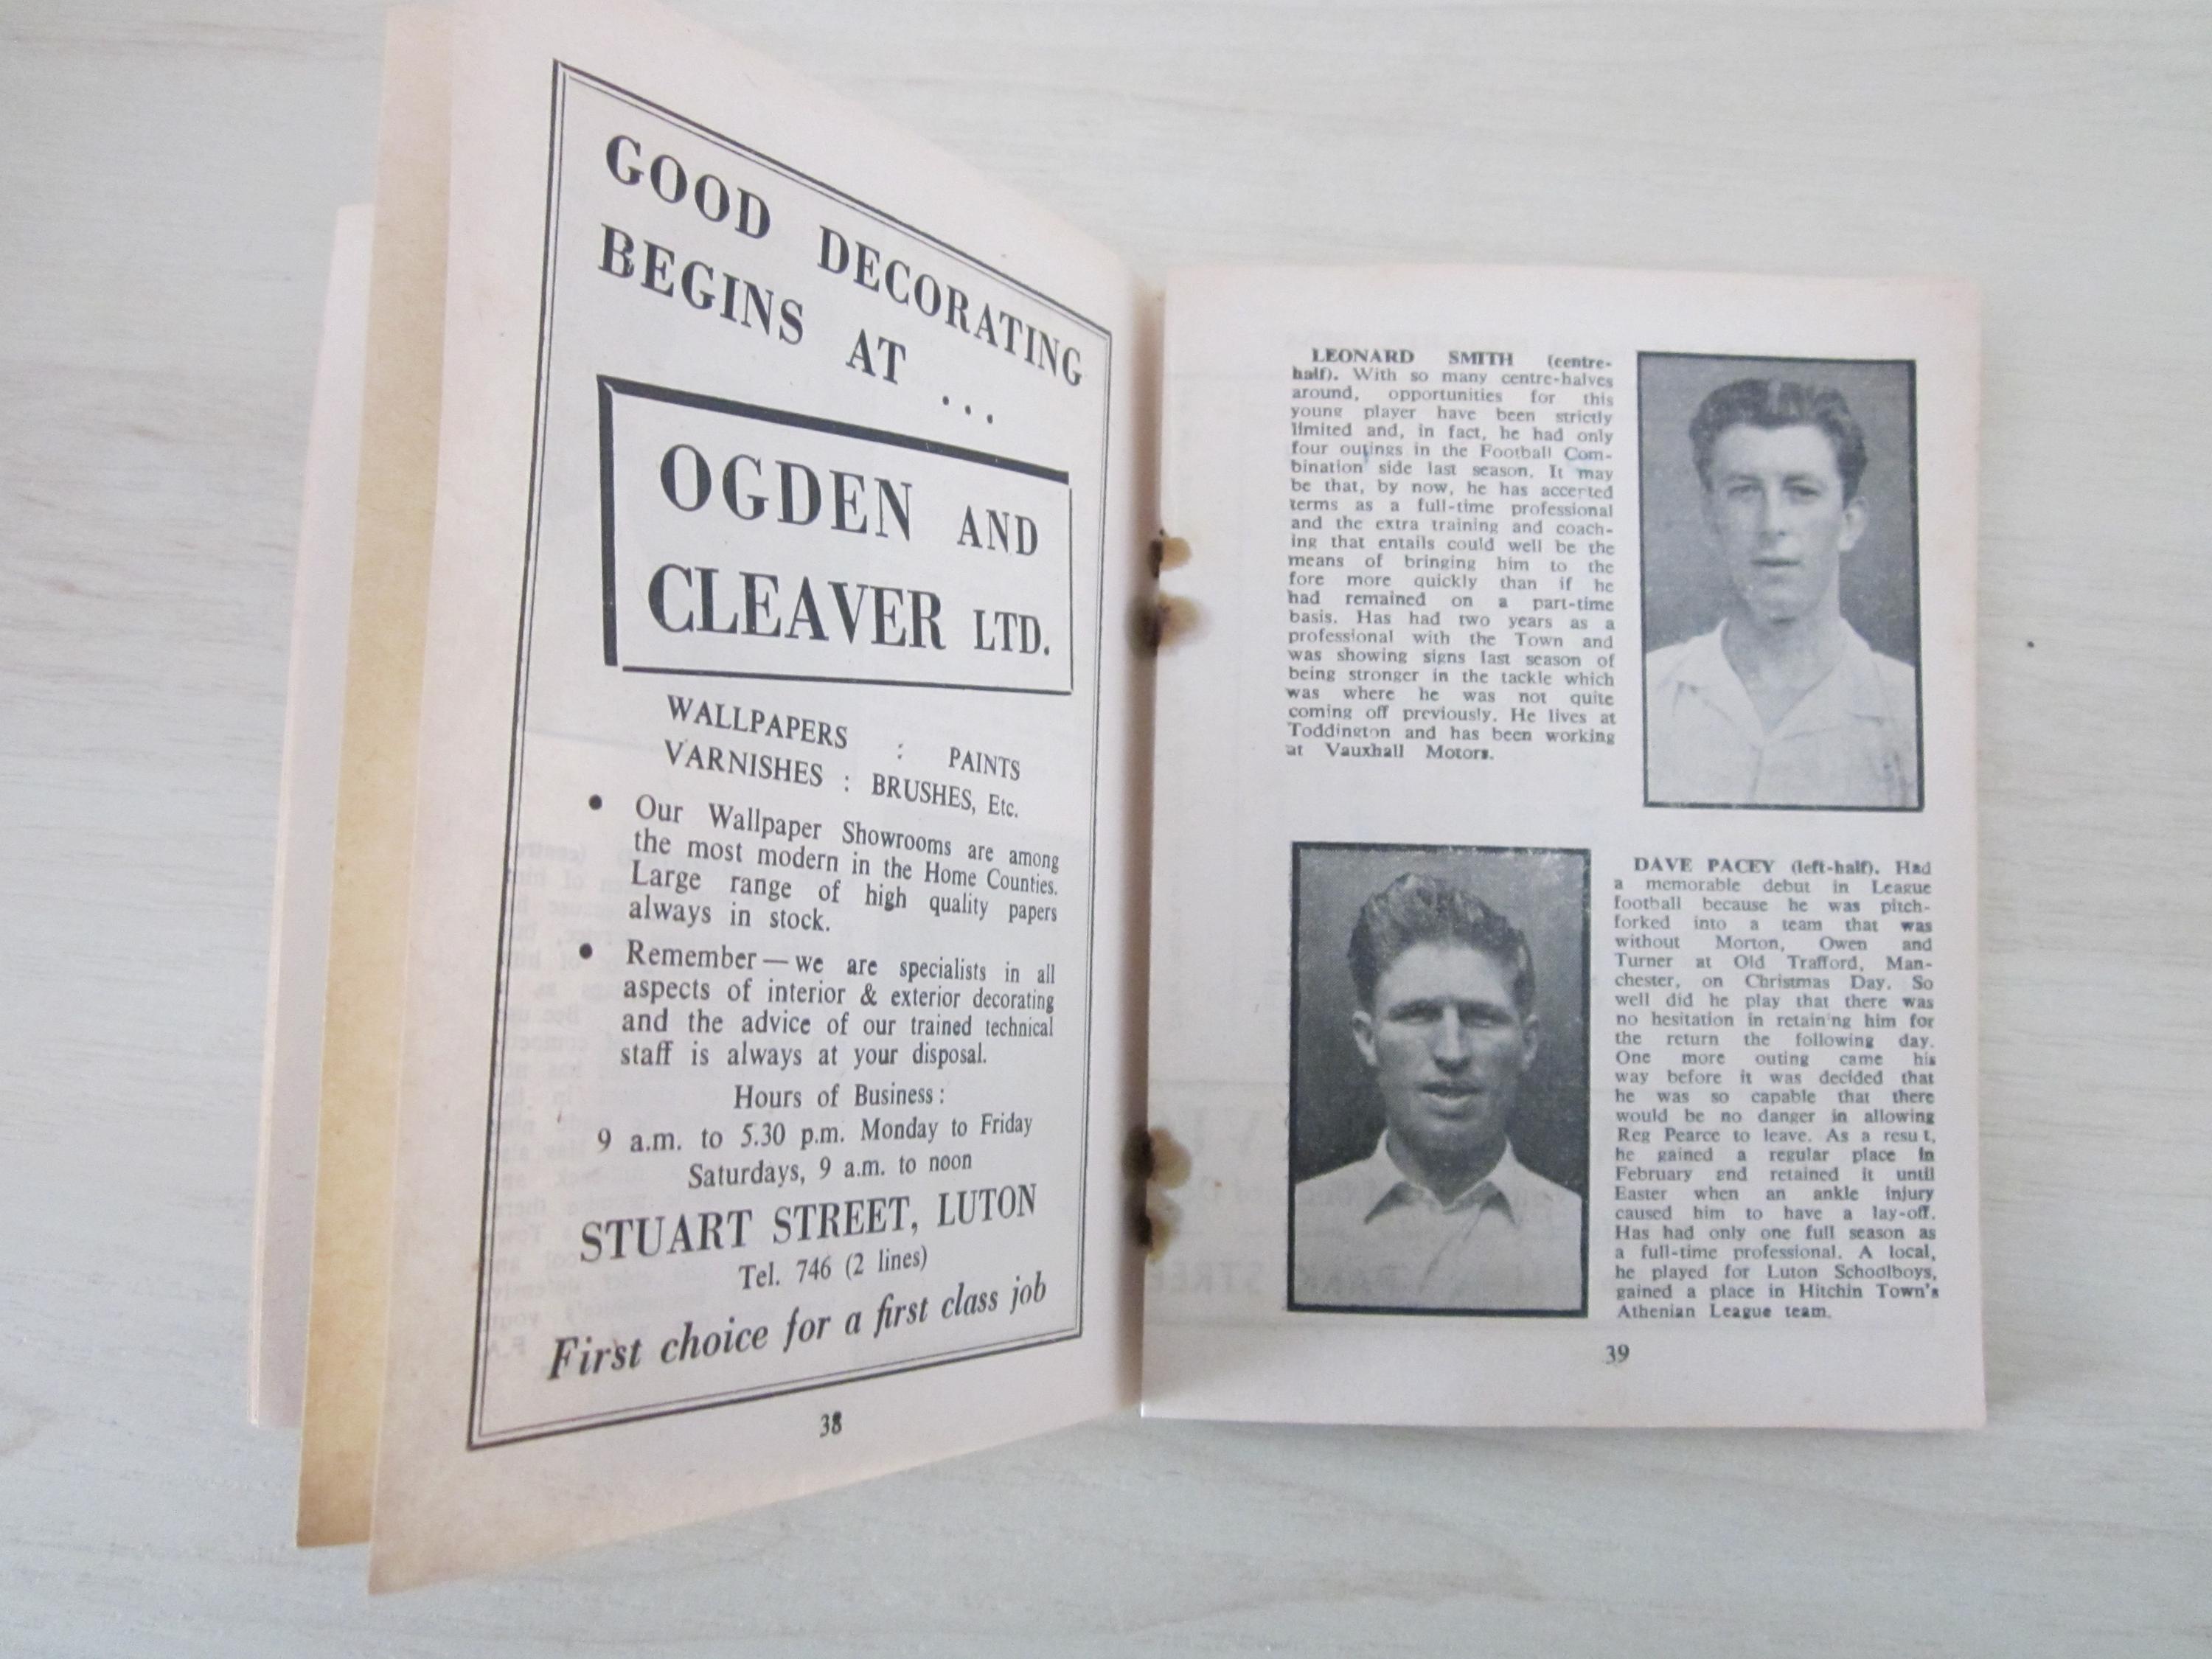 GOOD DECORATING
BEGINS AT ...
OGDEN AND
CLEAVER LTD.
WALLPAPERS : PAINTS
VARNISHES : BRUSHES, Etc.
• Our Wallpaper Showrooms are among
the most modern in the Home Counties.
Large range of high quality papers
always in stock.
• Remember — we are specialists in all
aspects of interior & exterior decorating
and the advice of our trained technical
staff is always at your disposal.
Hours of Business :
9 a.m. to 5.30 p.m. Monday to Friday
Saturdays, 9 a.m. to noon
STUART STREET, LUTON
Tel. 746 (2 lines)
First choice for a first class job
38
LEONARD SMITH (centre-
half). With so many centre-halves
around, opportunities for this
young player have been strictly
limited and, in fact, he had only
four outings in the Football Com-
bination side last season. It may
be that, by now, he has accerted
terms as a full-time professional
and the extra training and coach-
ing that entails could well be the
means of bringing him to the
fore more quickly than if he
had remained on a part-time
basis. Has had two years as a
professional with the Town and
was showing signs last season of
being stronger in the tackle which
was where he was not quite
coming off previously. He lives at
Toddington and has been working
at Vauxhall Motors.
DAVE PACEY (left-half). Had
a memorable debut in League
football because he was pitch-
forked into a team that was
without Morton, Owen and
Turner at Old Trafford, Man-
chester, on Christmas Day. So
well did he play that there was
no hesitation in retain'ng him for
the return the following day.
One more outing came his
way before it was decided that
he was so capable that there
would be no danger in allowing
Reg Pearce to leave. As a resu t,
he gained a regular place in
February and retained it until
Easter when an ankle injury
caused him to have a lay-off.
Has had only one full season as
a full-time professional. A local,
he played for Luton Schoolboys,
gained a place in Hitchin Town's
Athenian League team.
39